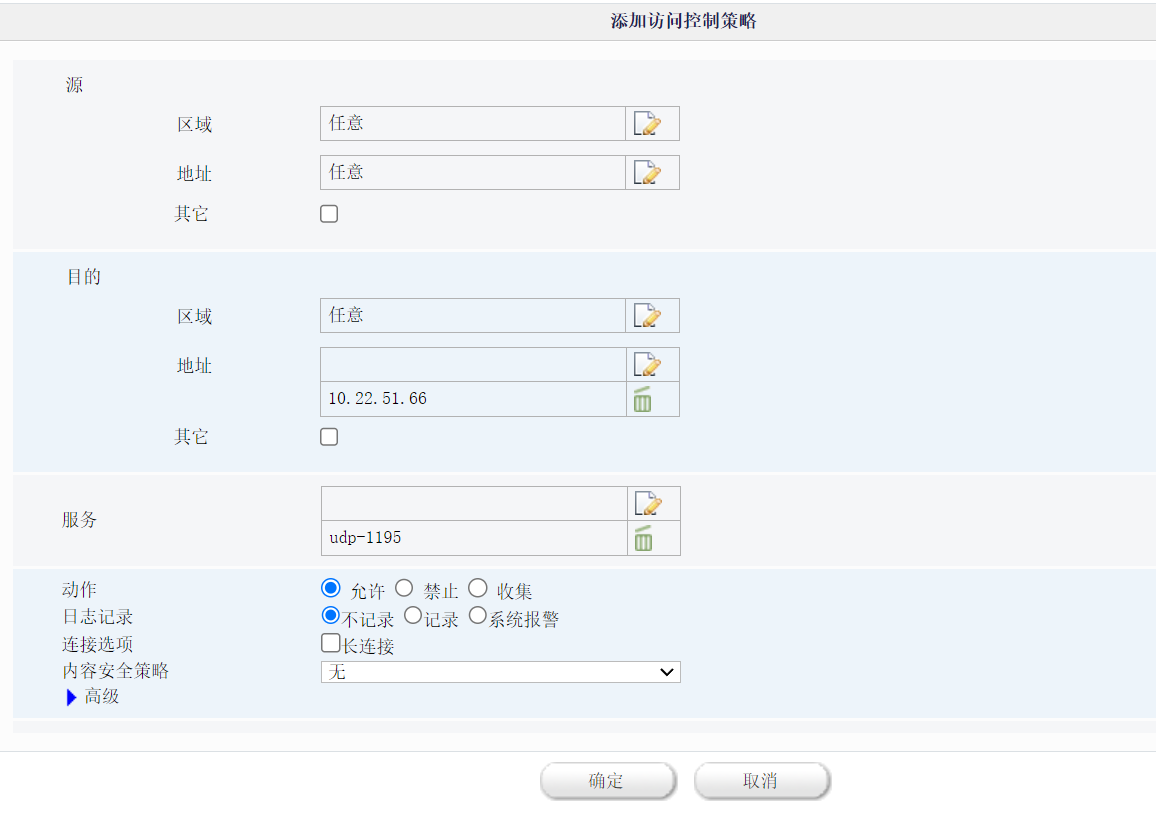 添加访问控制策略
源
区域 任意
地址 任意
其它
目的
区域 任意
地址
10.22.51.66
其它
服务
udp-1195
动作 允许 禁止 收集
日志记录 不记录 记录 系统报警
连接选项 长连接
内容安全策略 无
高级
确定 取消